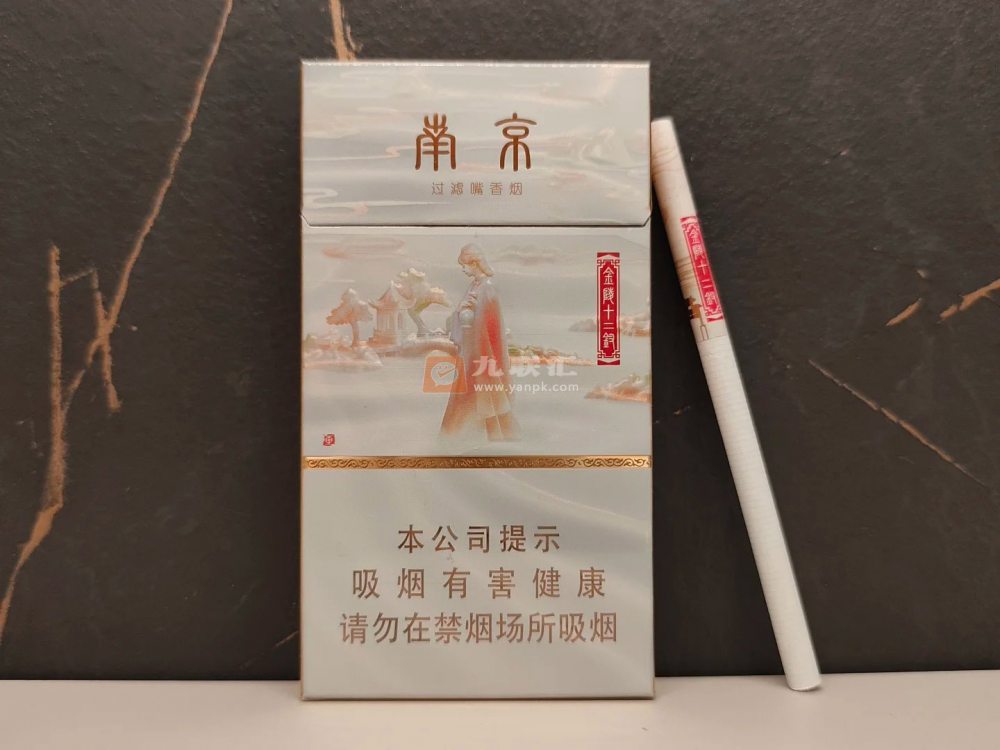 南京
过滤嘴香烟
金陵十二钗
金陵十二钗
九联汇
www.yanpk.com
本公司提示
吸烟有害健康
请勿在禁烟场所吸烟